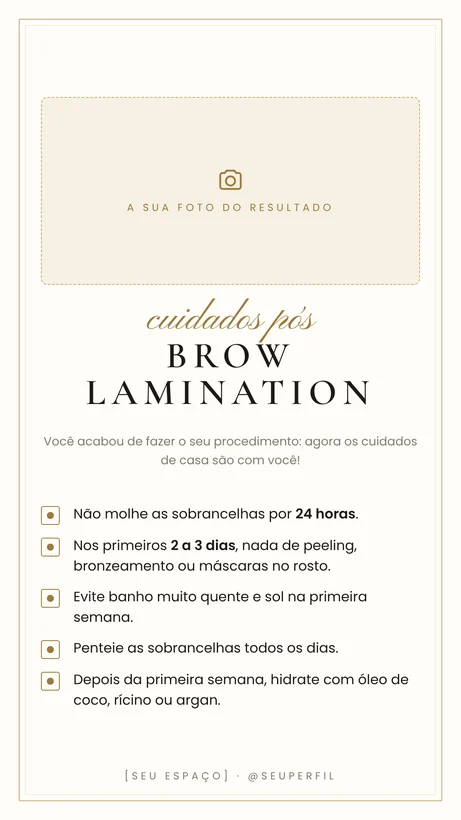 A SUA FOTO DO RESULTADO
cuidados pós
BROW
LAMINATION
Você acabou de fazer o seu procedimento: agora os cuidados
de casa são com você!
Não molhe as sobrancelhas por 24 horas.
Nos primeiros 2 a 3 dias, nada de peeling,
bronzeamento ou máscaras no rosto.
Evite banho muito quente e sol na primeira
semana.
Penteie as sobrancelhas todos os dias.
Depois da primeira semana, hidrate com óleo de
coco, rícino ou argan.
[SEU ESPAÇO] · @SEUPERFIL